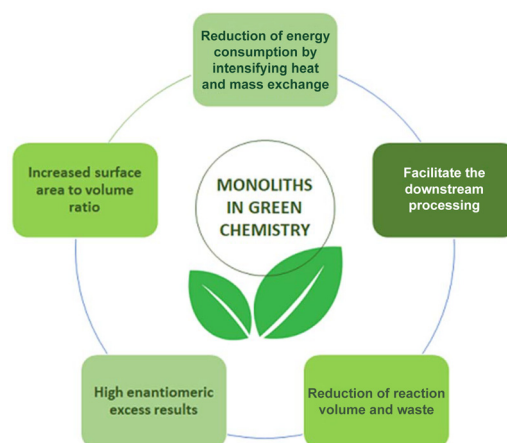 Reduction of energy
consumption by
intensifying heat
and mass exchange
Increased surface
area to volume
ratio
MONOLITHS
IN GREEN
CHEMISTRY
Facilitate the
downstream
processing
High enantiomeric
excess results
Reduction of reaction
volume and waste